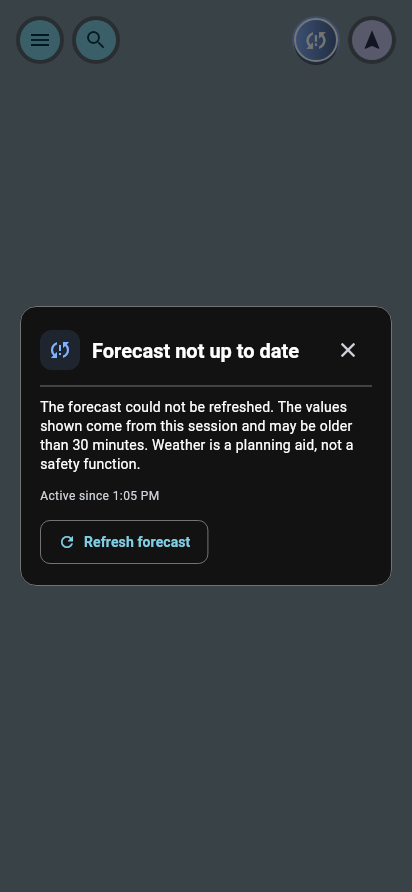 Forecast not up to date
The forecast could not be refreshed. The values
shown come from this session and may be older
than 30 minutes. Weather is a planning aid, not a
safety function.
Active since 1:05 PM
Refresh forecast